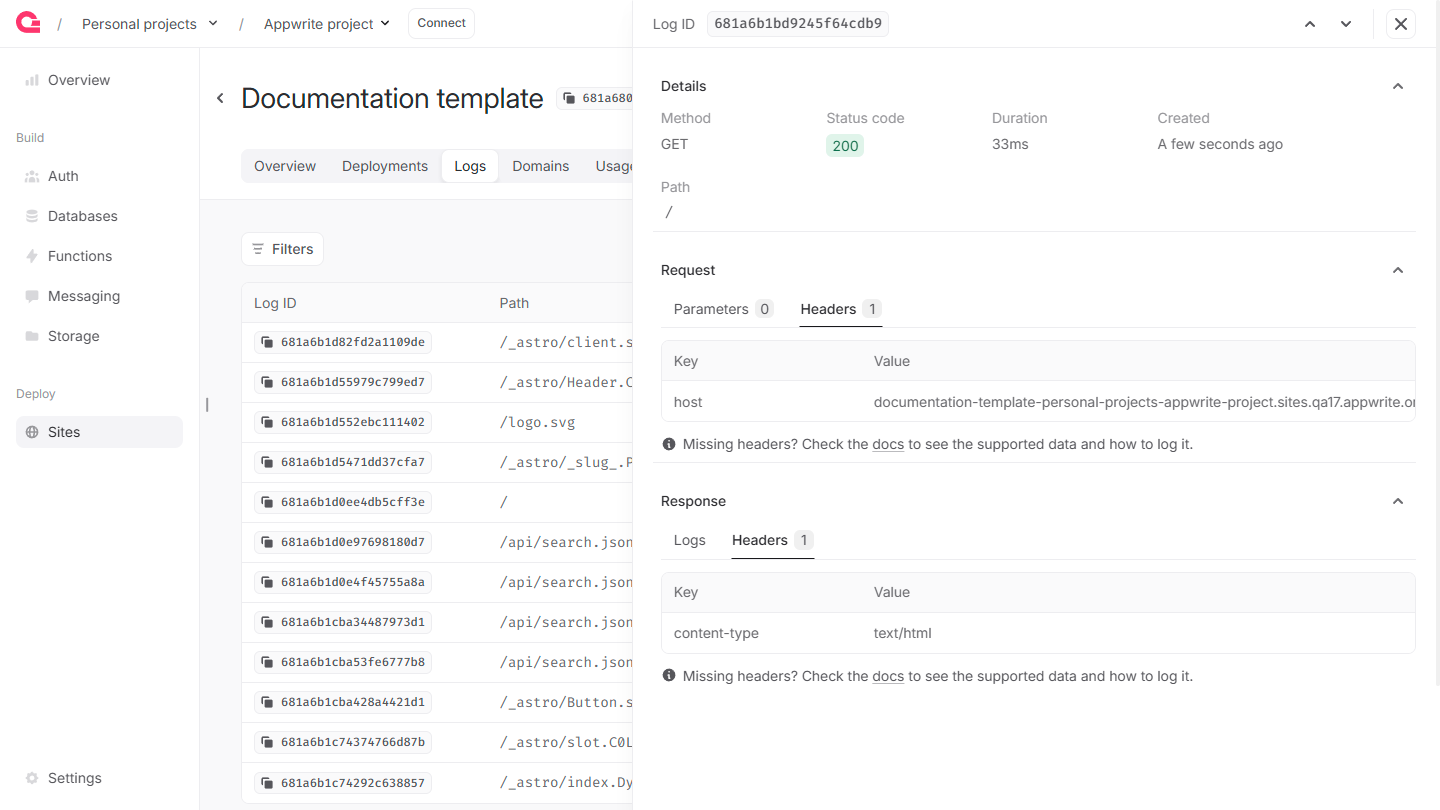 / Personal projects / Appwrite project Connect
Overview
Build
Auth
Databases
Functions
Messaging
Storage
Deploy
Sites
Settings
Documentation template 681a680
Overview Deployments Logs Domains Usage
Filters
Log ID Path
681a6b1d82fd2a1109de /_astro/client.s
681a6b1d55979c799ed7 /_astro/Header.C
681a6b1d552ebc111402 /logo.svg
681a6b1d5471dd37cfa7 /_astro/_slug_.P
681a6b1d0ee4db5cff3e /
681a6b1d0e97698180d7 /api/search.json
681a6b1d0e4f45755a8a /api/search.json
681a6b1cba34487973d1 /api/search.json
681a6b1cba53fe6777b8 /api/search.json
681a6b1cba428a4421d1 /_astro/Button.s
681a6b1c74374766d87b /_astro/slot.C0L
681a6b1c74292c638857 /_astro/index.Dy
Log ID 681a6b1bd9245f64cdb9
Details
Method Status code Duration Created
GET 200 33ms A few seconds ago
Path
/
Request
Parameters 0 Headers 1
Key Value
host documentation-template-personal-projects-appwrite-project.sites.qa17.appwrite.or
Missing headers? Check the docs to see the supported data and how to log it.
Response
Logs Headers 1
Key Value
content-type text/html
Missing headers? Check the docs to see the supported data and how to log it.